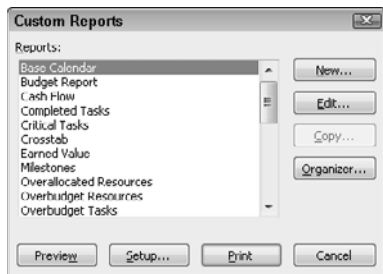 Custom Reports
Reports:
Base Calendar
Budget Report
Cash Flow
Completed Tasks
Critical Tasks
Crosstab
Earned Value
Milestones
Overallocated Resources
Overbudget Resources
Overbudget Tasks
New...
Edit...
Copy...
Organizer...
Preview
Setup...
Print
Cancel